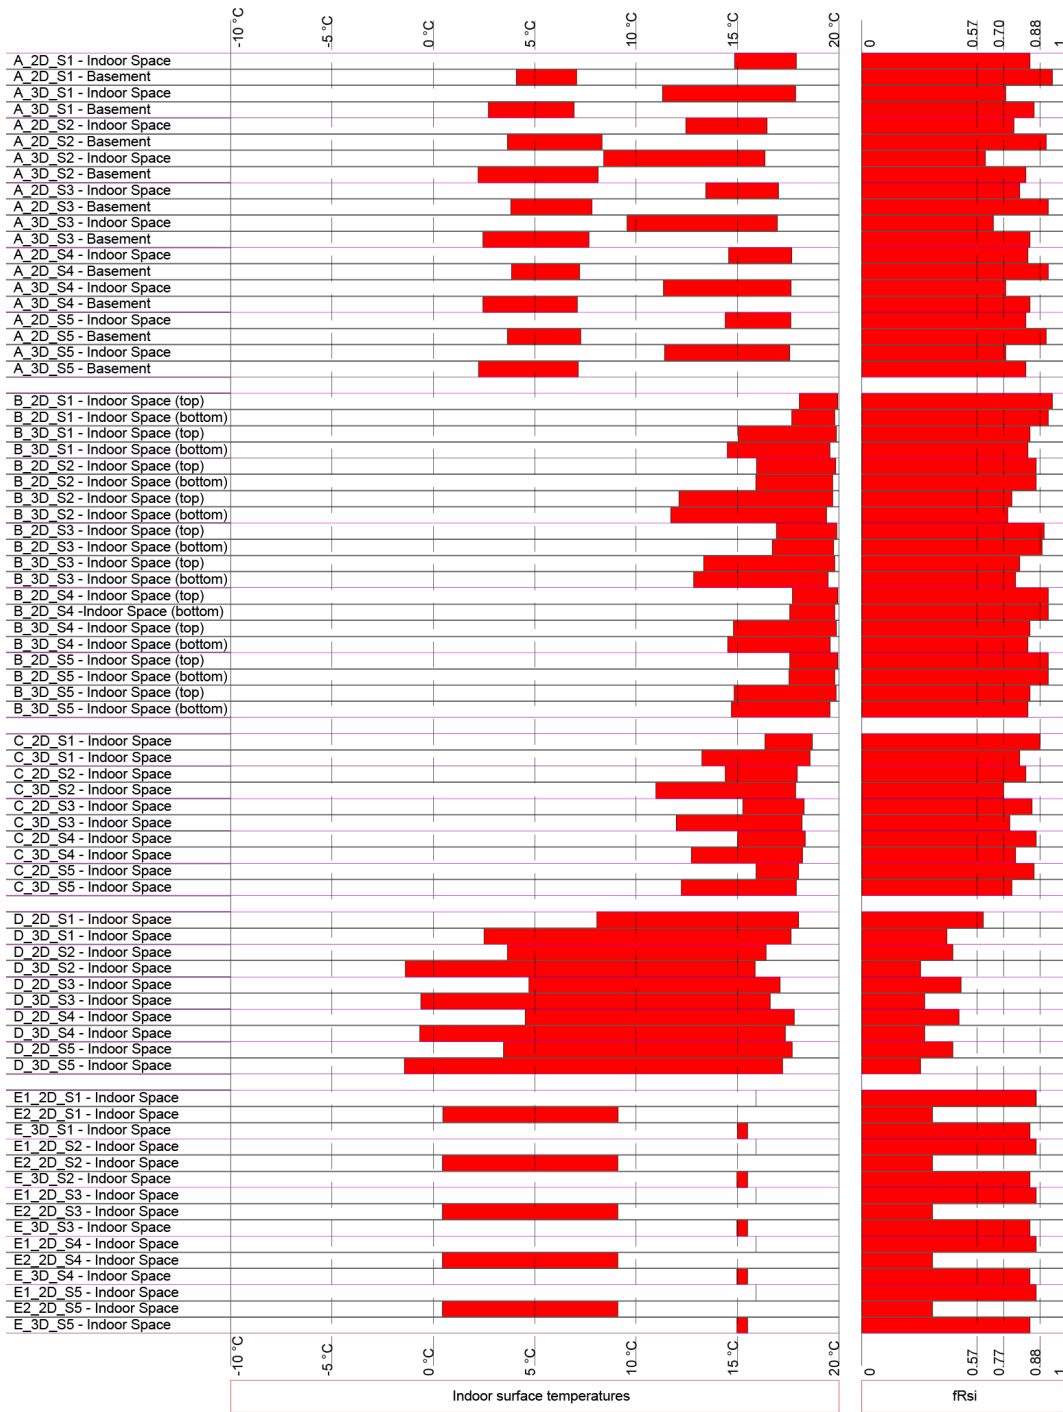 -10 °C -5 °C 0 °C 5 °C 10 °C 15 °C 20 °C 0 0.57 0.70 0.88 1
A_2D_S1 - Indoor Space
A_2D_S1 - Basement
A_3D_S1 - Indoor Space
A_3D_S1 - Basement
A_2D_S2 - Indoor Space
A_2D_S2 - Basement
A_3D_S2 - Indoor Space
A_3D_S2 - Basement
A_2D_S3 - Indoor Space
A_2D_S3 - Basement
A_3D_S3 - Indoor Space
A_3D_S3 - Basement
A_2D_S4 - Indoor Space
A_2D_S4 - Basement
A_3D_S4 - Indoor Space
A_3D_S4 - Basement
A_2D_S5 - Indoor Space
A_2D_S5 - Basement
A_3D_S5 - Indoor Space
A_3D_S5 - Basement
B_2D_S1 - Indoor Space (top)
B_2D_S1 - Indoor Space (bottom)
B_3D_S1 - Indoor Space (top)
B_3D_S1 - Indoor Space (bottom)
B_2D_S2 - Indoor Space (top)
B_2D_S2 - Indoor Space (bottom)
B_3D_S2 - Indoor Space (top)
B_3D_S2 - Indoor Space (bottom)
B_2D_S3 - Indoor Space (top)
B_2D_S3 - Indoor Space (bottom)
B_3D_S3 - Indoor Space (top)
B_3D_S3 - Indoor Space (bottom)
B_2D_S4 - Indoor Space (top)
B_2D_S4 -Indoor Space (bottom)
B_3D_S4 - Indoor Space (top)
B_3D_S4 - Indoor Space (bottom)
B_2D_S5 - Indoor Space (top)
B_2D_S5 - Indoor Space (bottom)
B_3D_S5 - Indoor Space (top)
B_3D_S5 - Indoor Space (bottom)
C_2D_S1 - Indoor Space
C_3D_S1 - Indoor Space
C_2D_S2 - Indoor Space
C_3D_S2 - Indoor Space
C_2D_S3 - Indoor Space
C_3D_S3 - Indoor Space
C_2D_S4 - Indoor Space
C_3D_S4 - Indoor Space
C_2D_S5 - Indoor Space
C_3D_S5 - Indoor Space
D_2D_S1 - Indoor Space
D_3D_S1 - Indoor Space
D_2D_S2 - Indoor Space
D_3D_S2 - Indoor Space
D_2D_S3 - Indoor Space
D_3D_S3 - Indoor Space
D_2D_S4 - Indoor Space
D_3D_S4 - Indoor Space
D_2D_S5 - Indoor Space
D_3D_S5 - Indoor Space
E1_2D_S1 - Indoor Space
E2_2D_S1 - Indoor Space
E_3D_S1 - Indoor Space
E1_2D_S2 - Indoor Space
E2_2D_S2 - Indoor Space
E_3D_S2 - Indoor Space
E1_2D_S3 - Indoor Space
E2_2D_S3 - Indoor Space
E_3D_S3 - Indoor Space
E1_2D_S4 - Indoor Space
E2_2D_S4 - Indoor Space
E_3D_S4 - Indoor Space
E1_2D_S5 - Indoor Space
E2_2D_S5 - Indoor Space
E_3D_S5 - Indoor Space
-10 °C -5 °C 0 °C 5 °C 10 °C 15 °C 20 °C 0 0.57 0.77 0.88 1
Indoor surface temperatures fRsi